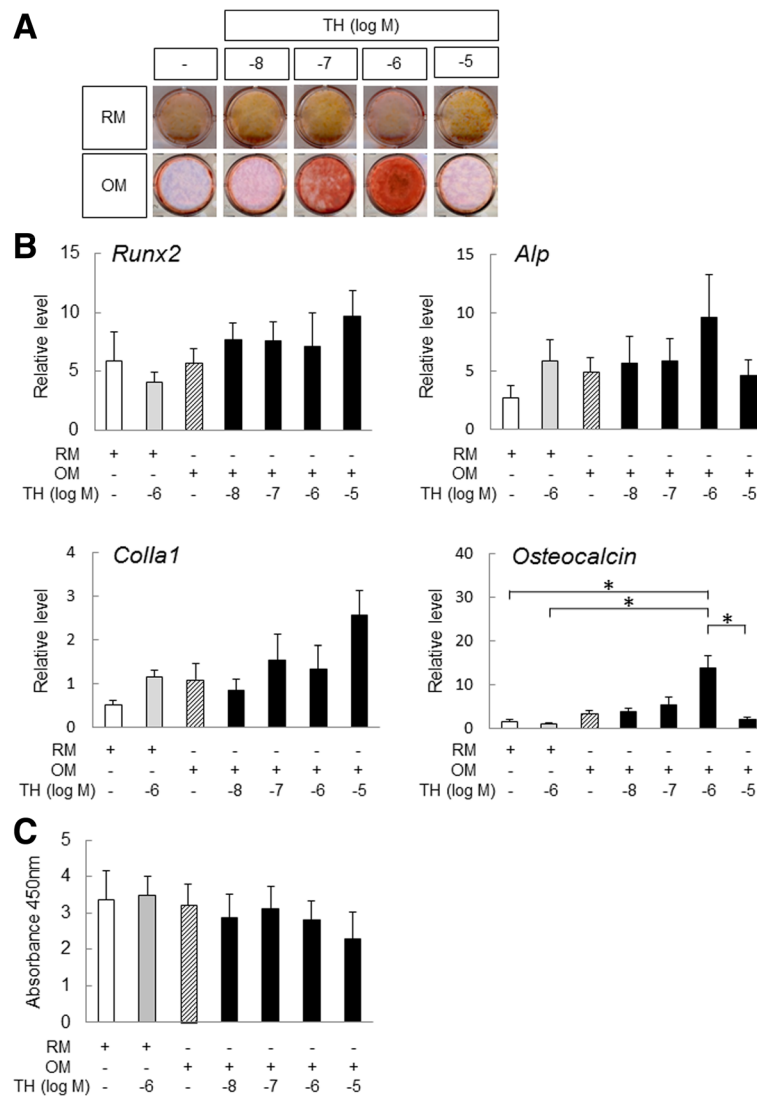 A
TH (log M)
- -8 -7 -6 -5
RM
OM
B
Runx2
Relative level
15
10
5
0
RM + + - - - - -
OM - - + + + + +
TH (log M) - -6 - -8 -7 -6 -5
Alp
Relative level
15
10
5
0
RM + + - - - - -
OM - - + + + + +
TH (log M) - -6 - -8 -7 -6 -5
Colla1
Relative level
4
3
2
1
0
RM + + - - - - -
OM - - + + + + +
TH (log M) - -6 - -8 -7 -6 -5
Osteocalcin
Relative level
40
30
20
10
0
*
*
*
RM + + - - - - -
OM - - + + + + +
TH (log M) - -6 - -8 -7 -6 -5
C
Absorbance 450nm
5
4
3
2
1
0
RM + + - - - - -
OM - - + + + + +
TH (log M) - -6 - -8 -7 -6 -5